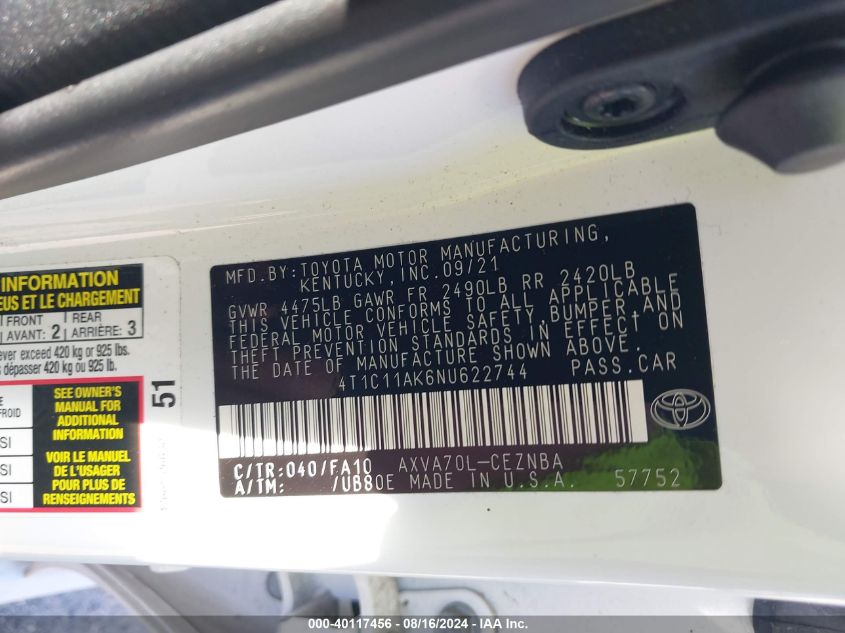 MFD.BY: TOYOTA MOTOR MANUFACTURING,
KENTUCKY, INC. 09/21
GVWR 4475LB GAWR FR 2490LB RR 2420LB
THIS VEHICLE CONFORMS TO ALL APPLICABLE
FEDERAL MOTOR VEHICLE SAFETY, BUMPER, AND
THEFT PREVENTION STANDARDS IN EFFECT ON
THE DATE OF MANUFACTURE SHOWN ABOVE.
4T1C11AK6NU622744 PASS.CAR
C/TR:040/FA10 AXVA70L-CEZNBA
A/TM: /UB80E MADE IN U.S.A. 57752
INFORMATION
EUS ET LE CHARGEMENT
FRONT REAR
AVANT: 2 ARRIÈRE: 3
ever exceed 420 kg or 925 lbs.
dépasser 420 kg ou 925 lb.
51
SEE OWNER'S
MANUAL FOR
ADDITIONAL
INFORMATION
VOIR LE MANUEL
DE L'USAGER
POUR PLUS DE
RENSEIGNEMENTS
FROID
SI
SI
SI
000-40117456 - 08/16/2024 - IAA Inc.